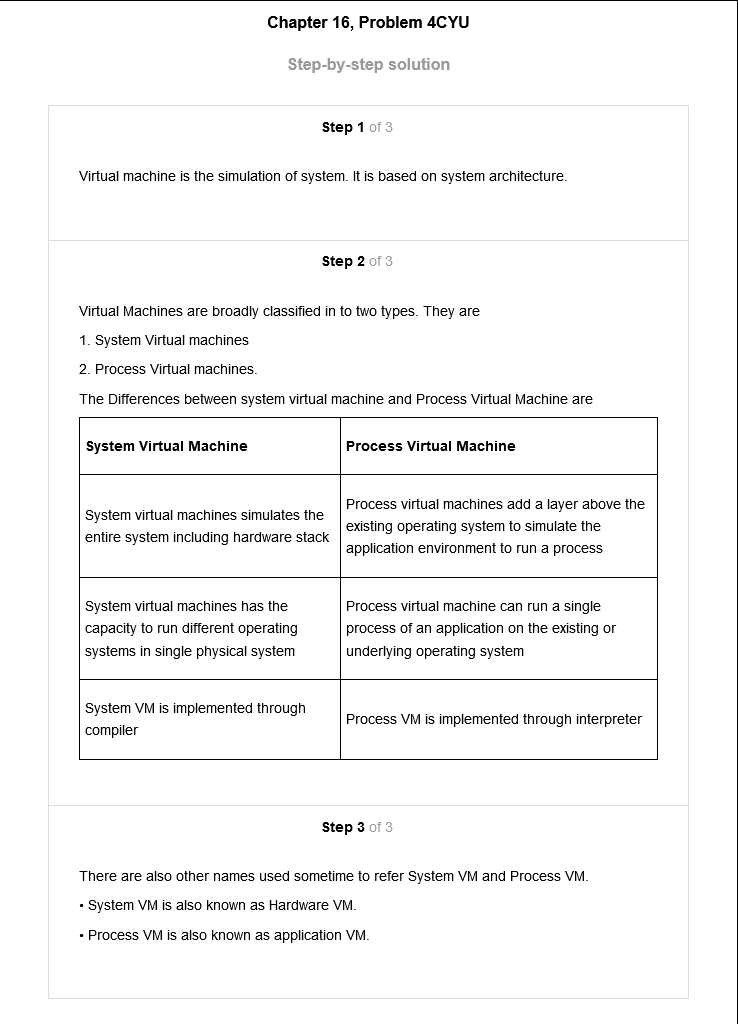 Chapter 16, Problem 4CYU
Step-by-step solution
Step 1 of 3
Virtual machine is the simulation of system. It is based on system architecture.
Step 2 of 3
Virtual Machines are broadly classified in to two types. They are
1. System Virtual machines
2. Process Virtual machines.
The Differences between system virtual machine and Process Virtual Machine are
System Virtual Machine
Process Virtual Machine
System virtual machines simulates the
entire system including hardware stack
Process virtual machines add a layer above the
existing operating system to simulate the
application environment to run a process
System virtual machines has the
capacity to run different operating
systems in single physical system
Process virtual machine can run a single
process of an application on the existing or
underlying operating system
System VM is implemented through
compiler
Process VM is implemented through interpreter
Step 3 of 3
There are also other names used sometime to refer System VM and Process VM.
• System VM is also known as Hardware VM.
• Process VM is also known as application VM.